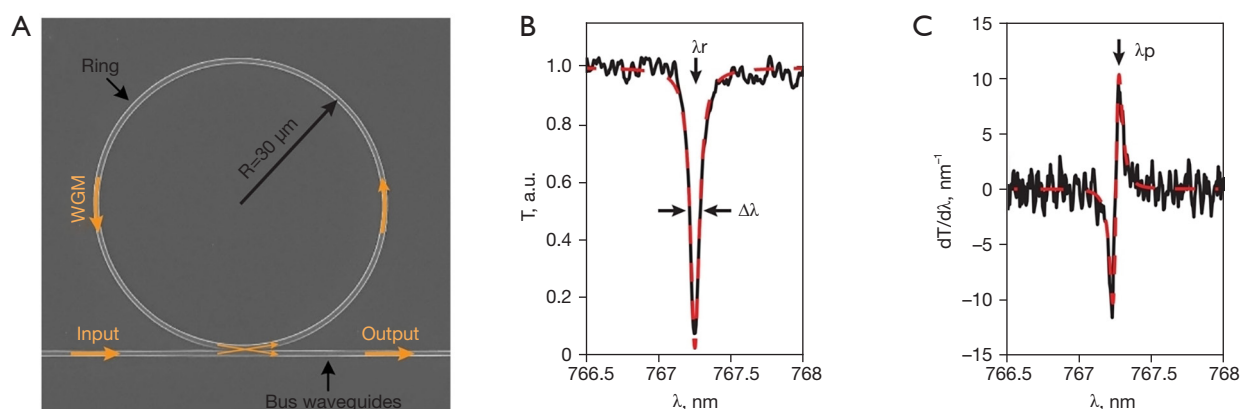 A
Ring
R=30 µm
WGM
Input
Output
Bus waveguides
B
λr
1.0
0.8
0.6
0.4
0.2
0
T, a.u.
Δλ
766.5
767
767.5
768
λ, nm
C
λp
15
10
5
0
−5
−10
−15
dT/dλ, nm⁻¹
766.5
767
767.5
768
λ, nm